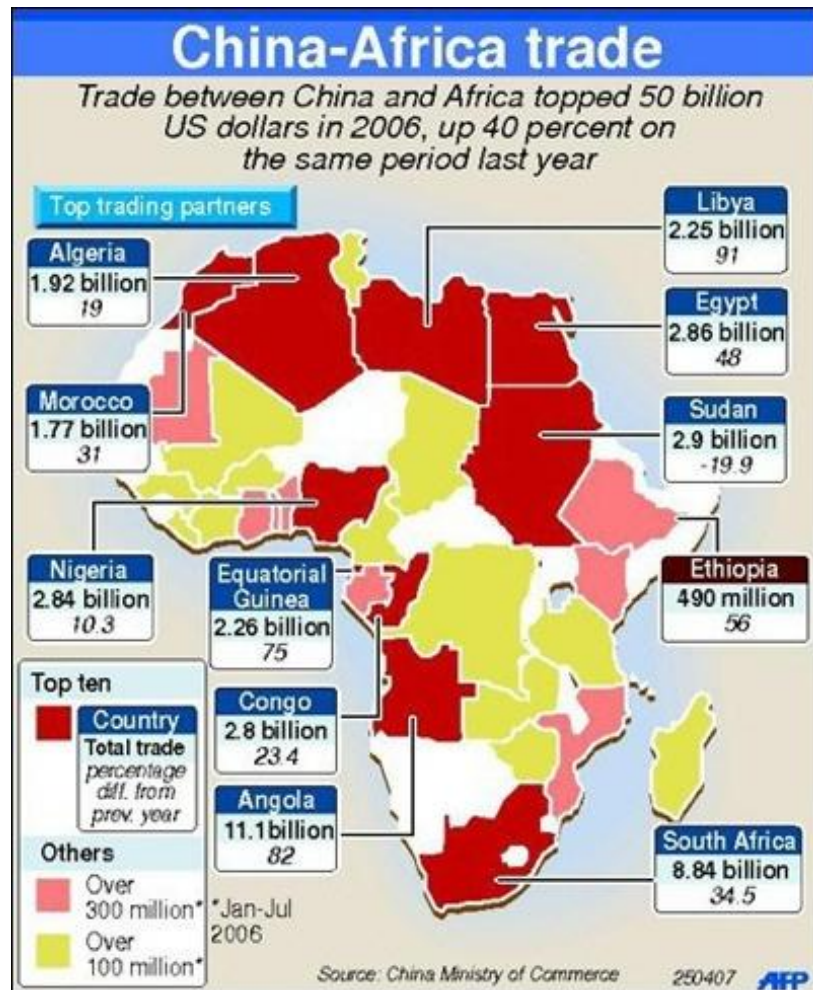 China-Africa trade
Trade between China and Africa topped 50 billion
US dollars in 2006, up 40 percent on
the same period last year
Top trading partners
Libya
2.25 billion
91
Algeria
1.92 billion
19
Egypt
2.86 billion
48
Morocco
1.77 billion
31
Sudan
2.9 billion
-19.9
Nigeria
2.84 billion
10.3
Equatorial
Guinea
2.26 billion
75
Ethiopia
490 million
56
Congo
2.8 billion
23.4
Angola
11.1billion
82
South Africa
8.84 billion
34.5
Top ten
Country
Total trade
percentage
diff. from
prev. year
Others
Over
300 million*
Over
100 million*
*Jan-Jul
2006
Source: China Ministry of Commerce
250407
AFP